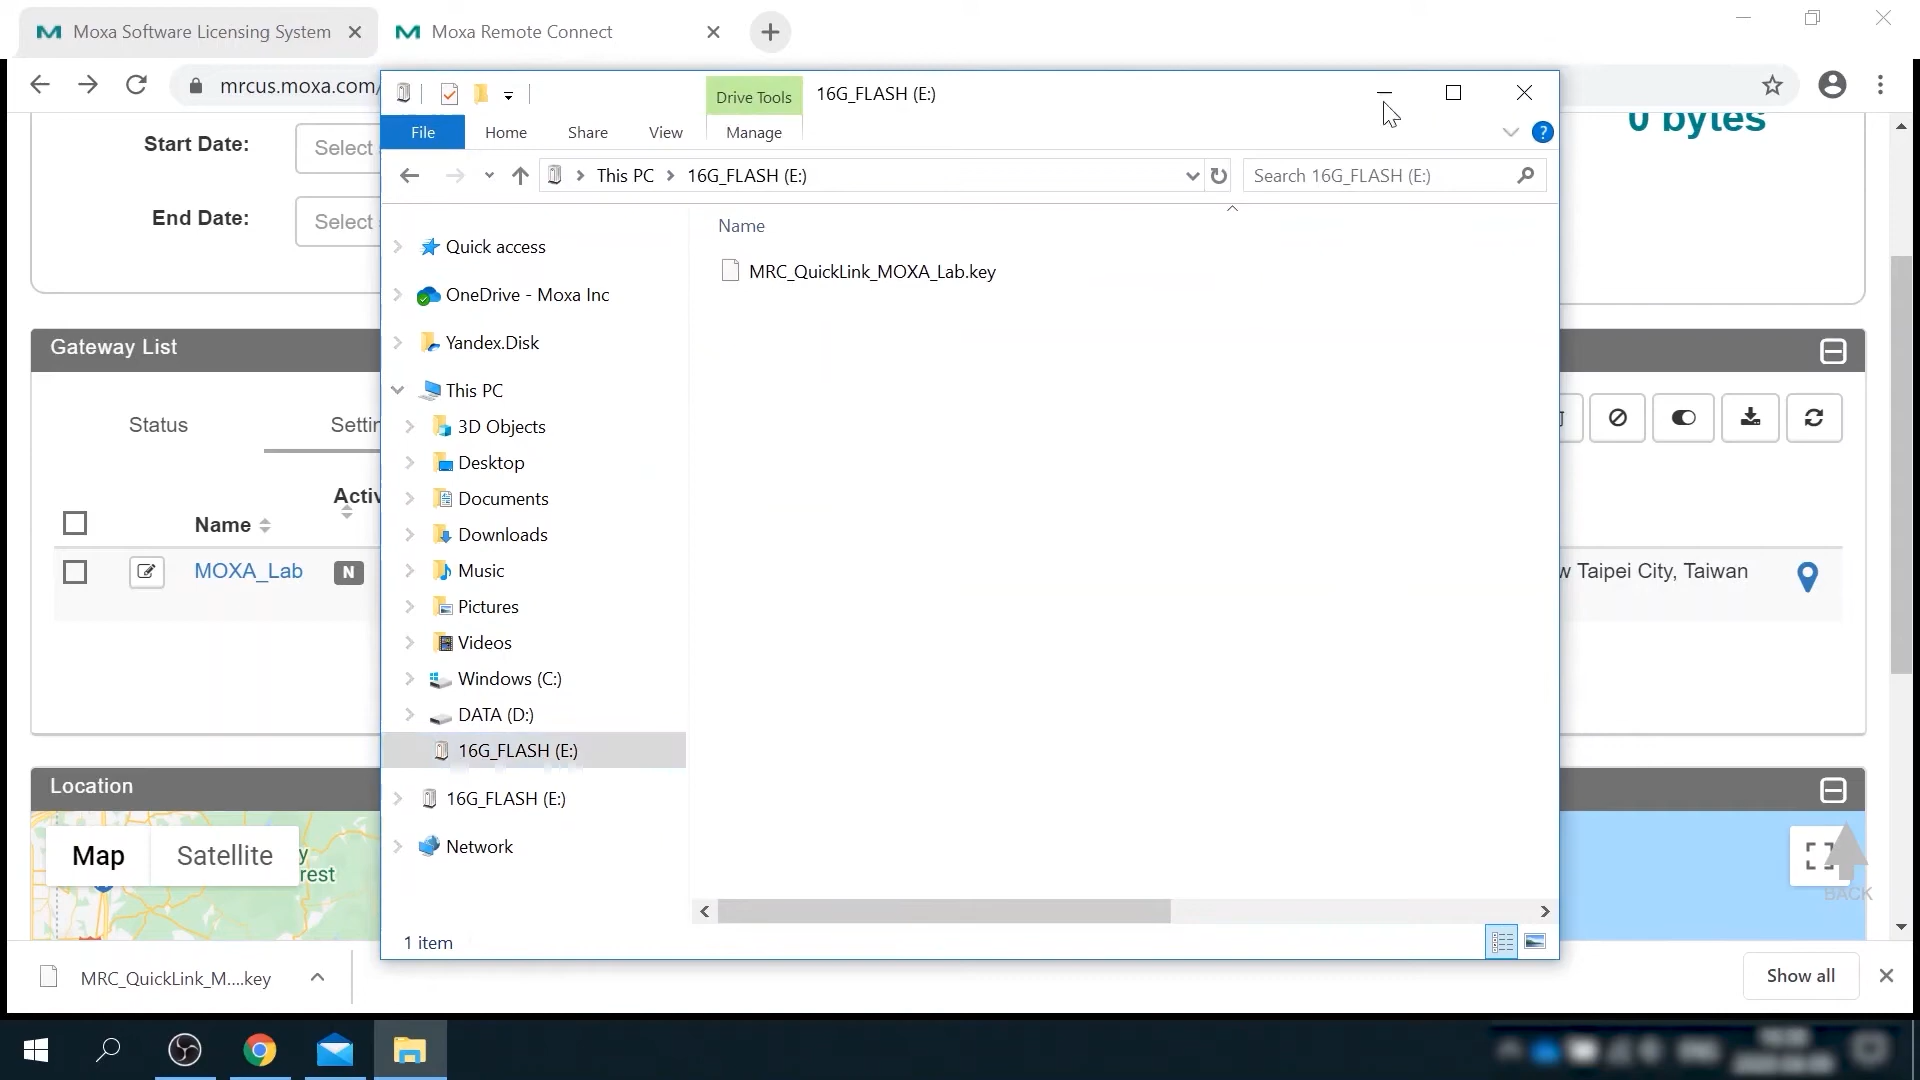 Moxa Software Licensing System
Moxa Remote Connect
mrcus.moxa.com/
Drive Tools
16G_FLASH (E:)
File
Home
Share
View
Manage
This PC
16G_FLASH (E:)
Search 16G_FLASH (E:)
Start Date:
Select
0 bytes
End Date:
Select
Name
MRC_QuickLink_MOXA_Lab.key
Quick access
OneDrive - Moxa Inc
Yandex.Disk
This PC
3D Objects
Desktop
Documents
Downloads
Music
Pictures
Videos
Windows (C:)
DATA (D:)
16G_FLASH (E:)
16G_FLASH (E:)
Network
1 item
Gateway List
Status
Settin
Activ
Name
MOXA_Lab
N
w Taipei City, Taiwan
Location
Map
Satellite
y
rest
BACK
MRC_QuickLink_M....key
Show all